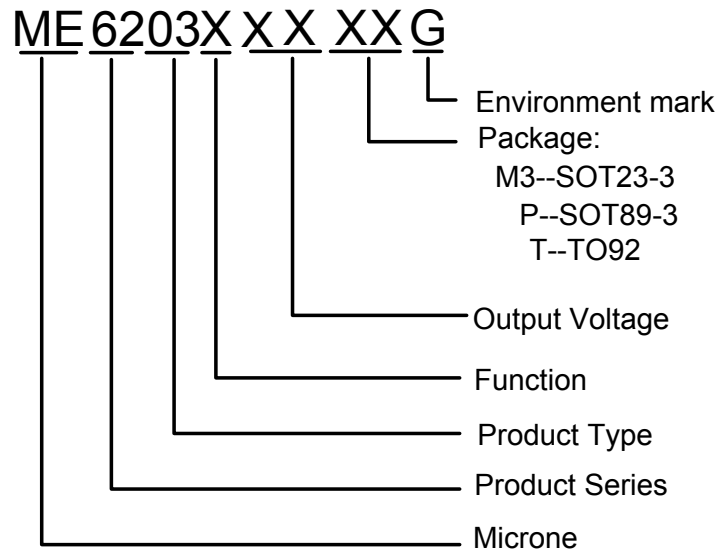 ME6203X XX XXG
Environment mark
Package:
M3--SOT23-3
P--SOT89-3
T--TO92
Output Voltage
Function
Product Type
Product Series
Microne